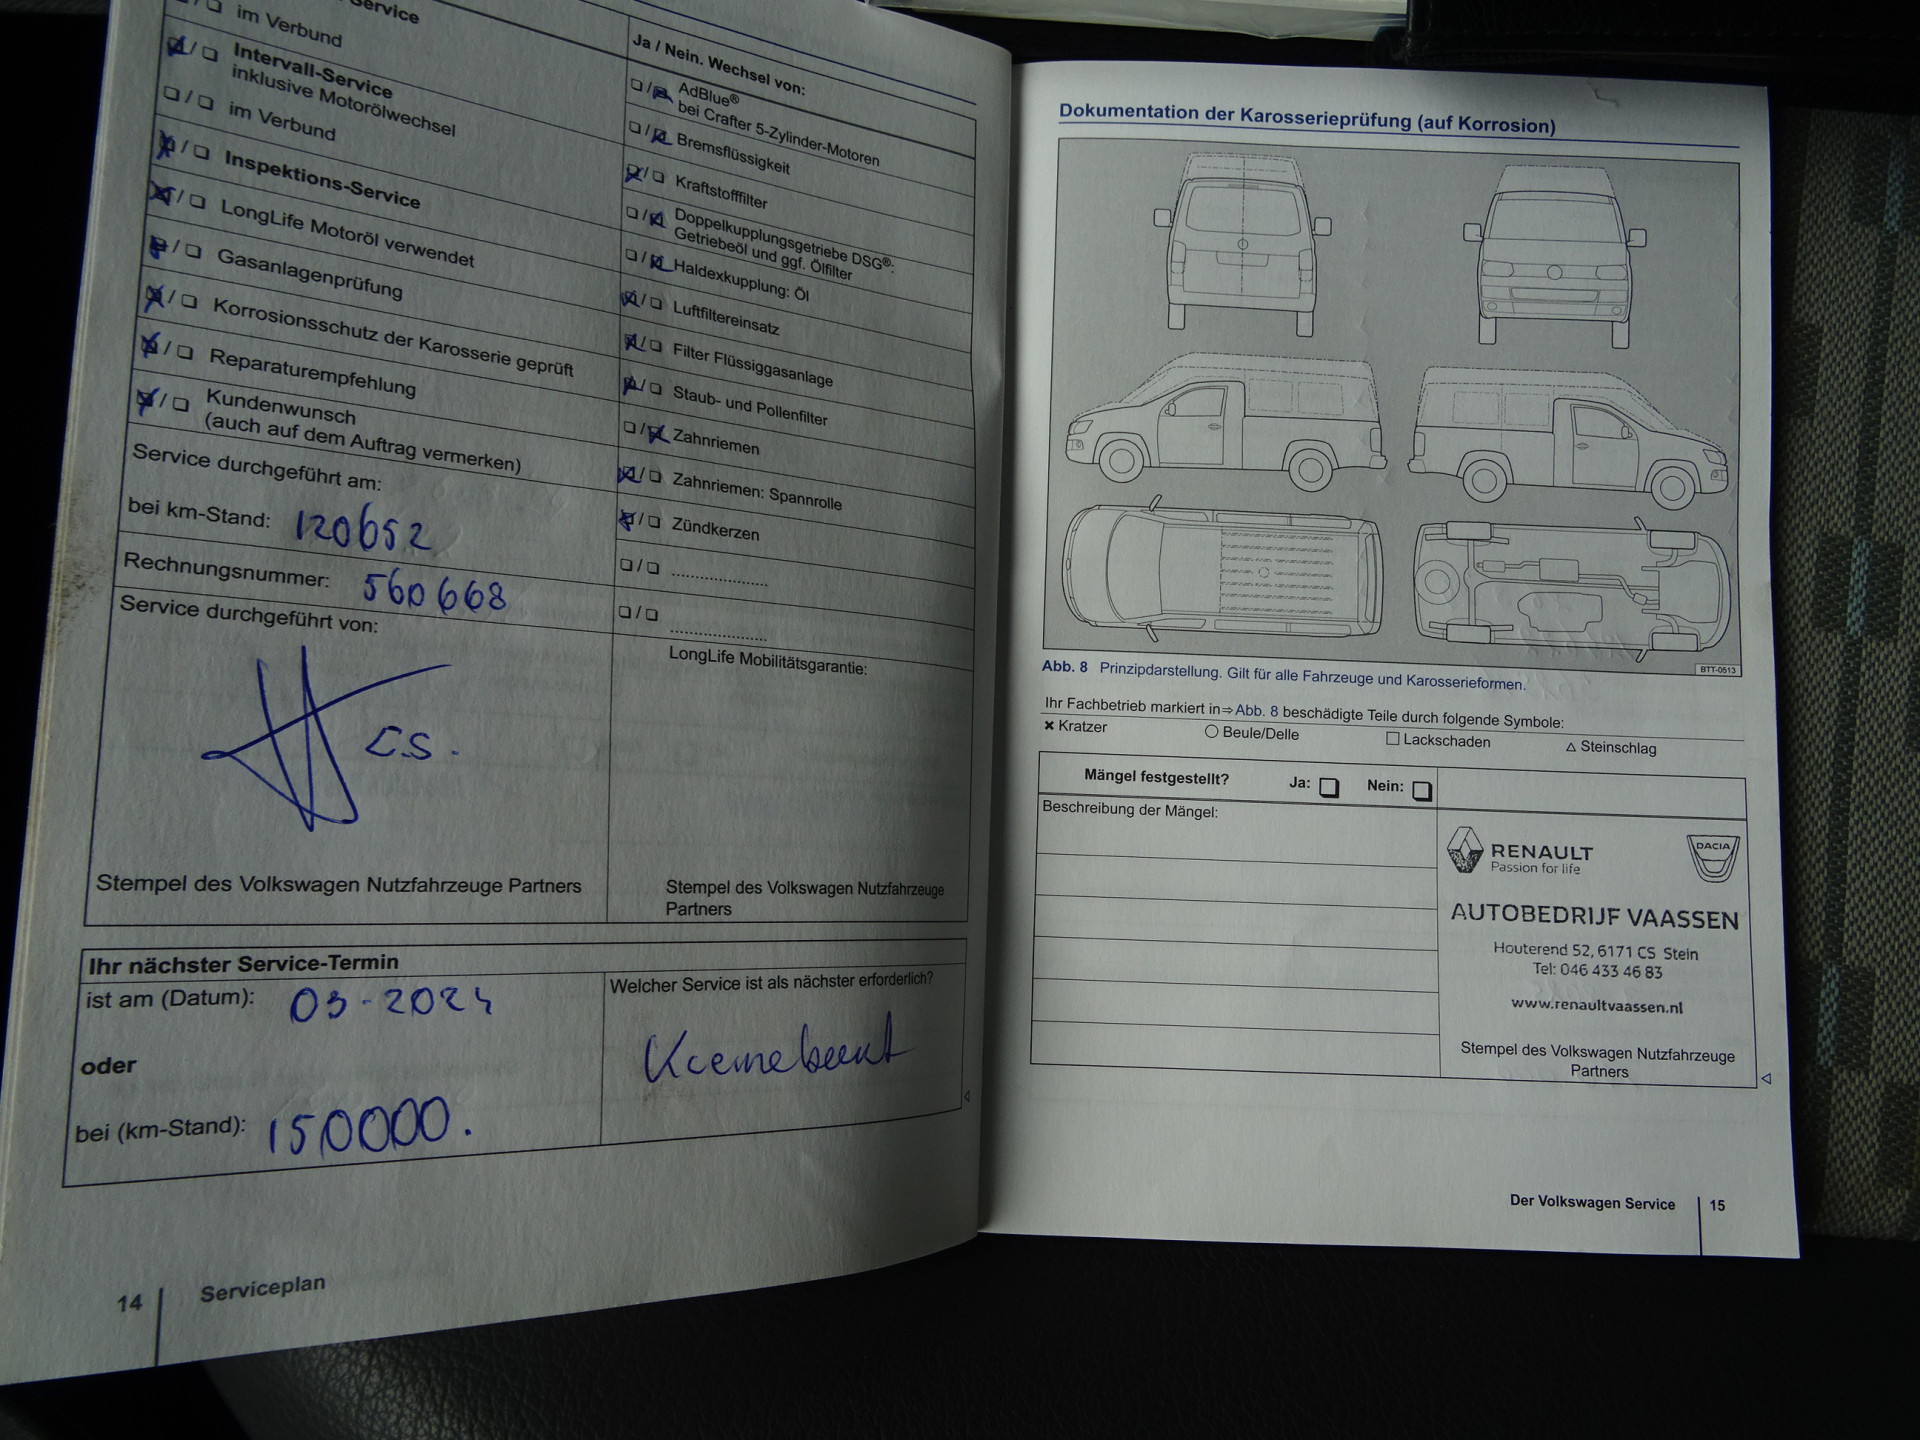 Service
Ja / Nein. Wechsel von:
im Verbund
Intervall-Service
inklusive Motorölwechsel
im Verbund
Inspektions-Service
LongLife Motoröl verwendet
Gasanlagenprüfung
Korrosionsschutz der Karosserie geprüft
Reparaturempfehlung
Kundenwunsch
(auch auf dem Auftrag vermerken)
Service durchgeführt am:
bei km-Stand: 120652
Rechnungsnummer: 560668
Service durchgeführt von:
CS.
Stempel des Volkswagen Nutzfahrzeuge Partners
AdBlue®
bei Crafter 5-Zylinder-Motoren
Bremsflüssigkeit
Kraftstofffilter
Doppelkupplungsgetriebe DSG®:
Getriebeöl und ggf. Ölfilter
Haldexkupplung: Öl
Luftfiltereinsatz
Filter Flüssiggasanlage
Staub- und Pollenfilter
Zahnriemen
Zahnriemen: Spannrolle
Zündkerzen
LongLife Mobilitätsgarantie:
Stempel des Volkswagen Nutzfahrzeuge
Partners
Ihr nächster Service-Termin
ist am (Datum): 03-2024
oder
bei (km-Stand): 150000.
Welcher Service ist als nächster erforderlich?
14 Serviceplan
Dokumentation der Karosserieprüfung (auf Korrosion)
BTT-0513
Abb. 8 Prinzipdarstellung. Gilt für alle Fahrzeuge und Karosserieformen.
Ihr Fachbetrieb markiert in⇒Abb. 8 beschädigte Teile durch folgende Symbole:
Kratzer Beule/Delle Lackschaden Steinschlag
Mängel festgestellt? Ja: Nein:
Beschreibung der Mängel:
RENAULT
Passion for life
DACIA
AUTOBEDRIJF VAASSEN
Houterend 52, 6171 CS Stein
Tel: 046 433 46 83
www.renaultvaassen.nl
Stempel des Volkswagen Nutzfahrzeuge
Partners
Der Volkswagen Service 15